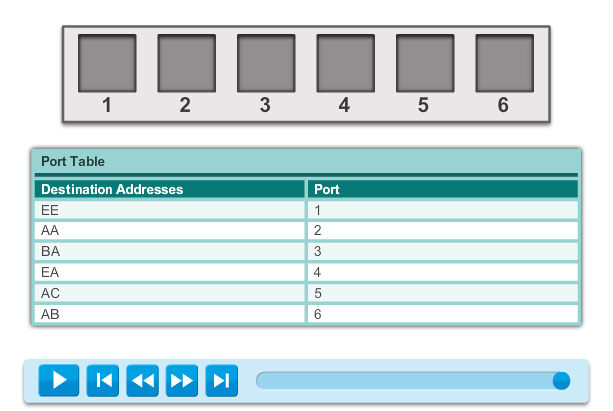 1 2 3 4 5 6
Port Table
Destination Addresses Port
EE 1
AA 2
BA 3
EA 4
AC 5
AB 6